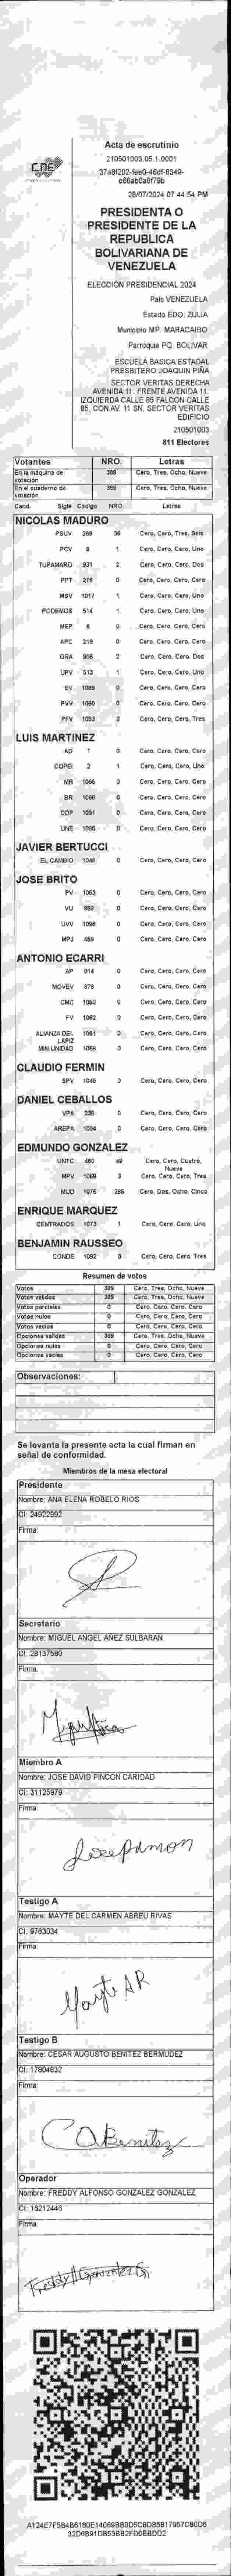 CNE
Acta de escrutinio
210501003.05.1.0001
37a8f202-fee0-46df-8349-
e66ab0a9f79b
28/07/2024 07:44:54 PM
PRESIDENTA O
PRESIDENTE DE LA
REPUBLICA
BOLIVARIANA DE
VENEZUELA
ELECCION PRESIDENCIAL 2024
País VENEZUELA
Estado EDO. ZULIA
Municipio MP. MARACAIBO
Parroquia PQ. BOLIVAR
ESCUELA BASICA ESTADAL
PRESBITERO JOAQUIN PIÑA
SECTOR VERITAS DERECHA
AVENIDA 11. FRENTE AVENIDA 11.
IZQUIERDA CALLE 85 FALCON CALLE
85, CON AV. 11 SN, SECTOR VERITAS
EDIFICIO
210501003
811 Electores
Votantes NRO. Letras
En la máquina de votación 389 Cero, Tres, Ocho, Nueve
En el cuaderno de votación 389 Cero, Tres, Ocho, Nueve
Cand. Sigla Código NRO. Letras
NICOLAS MADURO
PSUV 269 36 Cero, Cero, Tres, Seis
PCV 9 1 Cero, Cero, Cero, Uno
TUPAMARO 931 2 Cero, Cero, Cero, Dos
PPT 276 0 Cero, Cero, Cero, Cero
MSV 1017 1 Cero, Cero, Cero, Uno
PODEMOS 514 1 Cero, Cero, Cero, Uno
MEP 6 0 Cero, Cero, Cero, Cero
APC 219 0 Cero, Cero, Cero, Cero
ORA 906 2 Cero, Cero, Cero, Dos
UPV 513 1 Cero, Cero, Cero, Uno
EV 1089 0 Cero, Cero, Cero, Cero
PVV 1090 0 Cero, Cero, Cero, Cero
PFV 1053 3 Cero, Cero, Cero, Tres
LUIS MARTINEZ
AD 1 0 Cero, Cero, Cero, Cero
COPEI 2 1 Cero, Cero, Cero, Uno
MR 1066 0 Cero, Cero, Cero, Cero
BR 1046 0 Cero, Cero, Cero, Cero
DDP 1091 0 Cero, Cero, Cero, Cero
UNE 1095 0 Cero, Cero, Cero, Cero
JAVIER BERTUCCI
EL CAMBIO 1048 0 Cero, Cero, Cero, Cero
JOSE BRITO
PV 1053 0 Cero, Cero, Cero, Cero
VU 989 0 Cero, Cero, Cero, Cero
UVV 1096 0 Cero, Cero, Cero, Cero
MPJ 459 0 Cero, Cero, Cero, Cero
ANTONIO ECARRI
AP 914 0 Cero, Cero, Cero, Cero
MOVEV 978 0 Cero, Cero, Cero, Cero
CMC 1050 0 Cero, Cero, Cero, Cero
FV 1062 0 Cero, Cero, Cero, Cero
ALIANZA DEL LAPIZ 1051 0 Cero, Cero, Cero, Cero
MIN UNIDAD 1068 0 Cero, Cero, Cero, Cero
CLAUDIO FERMIN
SPV 1049 0 Cero, Cero, Cero, Cero
DANIEL CEBALLOS
VPA 236 0 Cero, Cero, Cero, Cero
AREPA 1094 0 Cero, Cero, Cero, Cero
EDMUNDO GONZALEZ
UNTC 460 49 Cero, Cero, Cuatro, Nueve
MPV 1069 3 Cero, Cero, Cero, Tres
MUD 1075 285 Cero, Dos, Ocho, Cinco
ENRIQUE MARQUEZ
CENTRADOS 1073 1 Cero, Cero, Cero, Uno
BENJAMIN RAUSSEO
CONDE 1092 3 Cero, Cero, Cero, Tres
Resumen de votos
Votos 389 Cero, Tres, Ocho, Nueve
Votos válidos 389 Cero, Tres, Ocho, Nueve
Votos parciales 0 Cero, Cero, Cero, Cero
Votos nulos 0 Cero, Cero, Cero, Cero
Votos vacíos 0 Cero, Cero, Cero, Cero
Opciones válidas 389 Cero, Tres, Ocho, Nueve
Opciones nulas 0 Cero, Cero, Cero, Cero
Opciones vacías 0 Cero, Cero, Cero, Cero
Observaciones:
Se levanta la presente acta la cual firman en
señal de conformidad.
Miembros de la mesa electoral
Presidente
Nombre: ANA ELENA ROBELO RIOS
CI: 24922992
Firma:
Secretario
Nombre: MIGUEL ANGEL AÑEZ SULBARAN
CI: 28137580
Firma:
Miembro A
Nombre: JOSE DAVID PINCON CARIDAD
CI: 31125979
Firma:
Testigo A
Nombre: MAYTE DEL CARMEN ABREU RIVAS
CI: 9763034
Firma:
Mayte AR
Testigo B
Nombre: CESAR AUGUSTO BENITEZ BERMUDEZ
CI: 17804832
Firma:
CABenitez
Operador
Nombre: FREDDY ALFONSO GONZALEZ GONZALEZ
CI: 16212446
Firma:
Freddy A González G
A124E7F5B4B6160E14069BB0D5C8D85817957C80D6
32D6B91DB53BB2FD0EBDD2